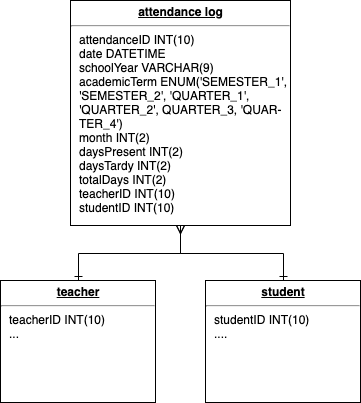 attendance log
attendanceID INT(10)
date DATETIME
schoolYear VARCHAR(9)
academicTerm ENUM('SEMESTER_1',
'SEMESTER_2', 'QUARTER_1',
'QUARTER_2', QUARTER_3, 'QUAR-
TER_4')
month INT(2)
daysPresent INT(2)
daysTardy INT(2)
totalDays INT(2)
teacherID INT(10)
studentID INT(10)
teacher
teacherID INT(10)
...
student
studentID INT(10)
....